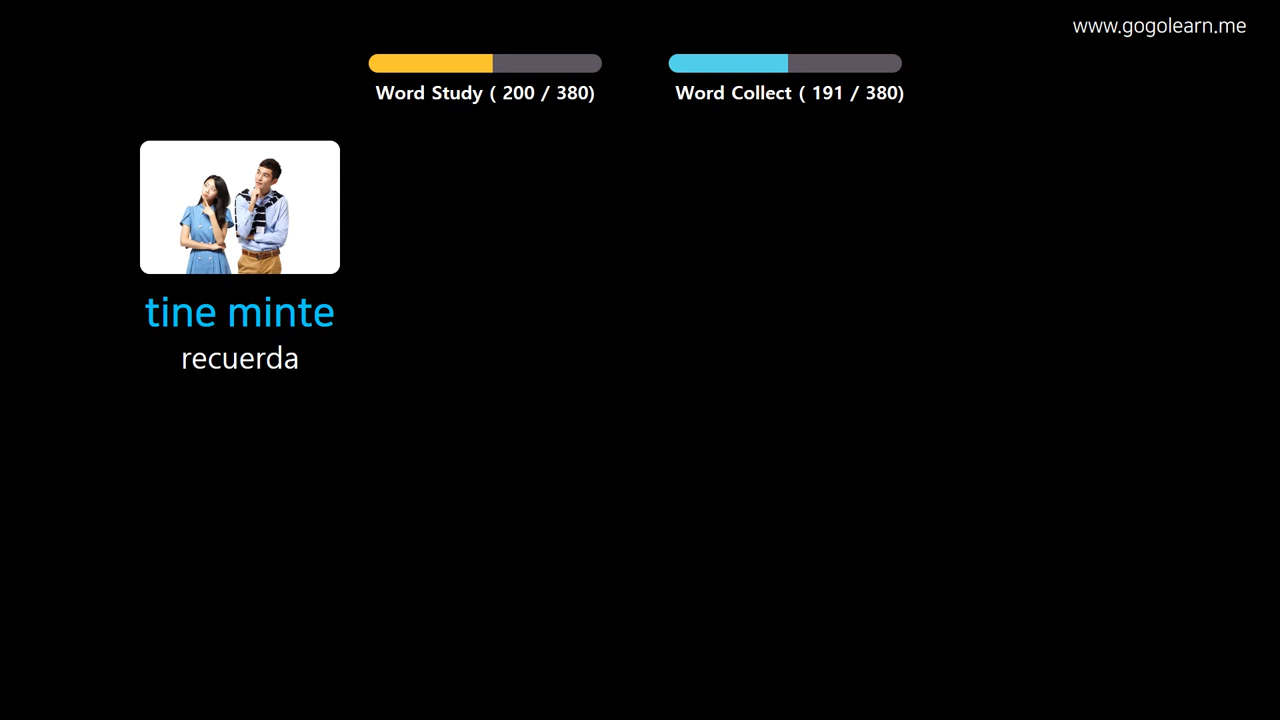 www.gogolearn.me
Word Study ( 200 / 380)
Word Collect ( 191 / 380)
tine minte
recuerda